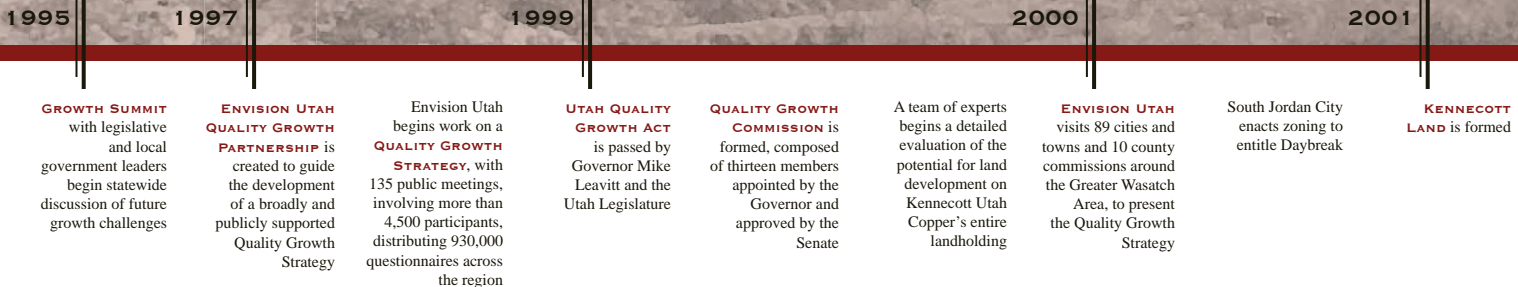 1995
1997
1999
2000
2001
GROWTH SUMMIT
with legislative
and local
government leaders
begin statewide
discussion of future
growth challenges
ENVISION UTAH
QUALITY GROWTH
PARTNERSHIP is
created to guide
the development
of a broadly and
publicly supported
Quality Growth
Strategy
Envision Utah
begins work on a
QUALITY GROWTH
STRATEGY, with
135 public meetings,
involving more than
4,500 participants,
distributing 930,000
questionnaires across
the region
UTAH QUALITY
GROWTH ACT
is passed by
Governor Mike
Leavitt and the
Utah Legislature
QUALITY GROWTH
COMMISSION is
formed, composed
of thirteen members
appointed by the
Governor and
approved by the
Senate
A team of experts
begins a detailed
evaluation of the
potential for land
development on
Kennecott Utah
Copper’s entire
landholding
ENVISION UTAH
visits 89 cities and
towns and 10 county
commissions around
the Greater Wasatch
Area, to present
the Quality Growth
Strategy
South Jordan City
enacts zoning to
entitle Daybreak
KENNECOTT
LAND is formed